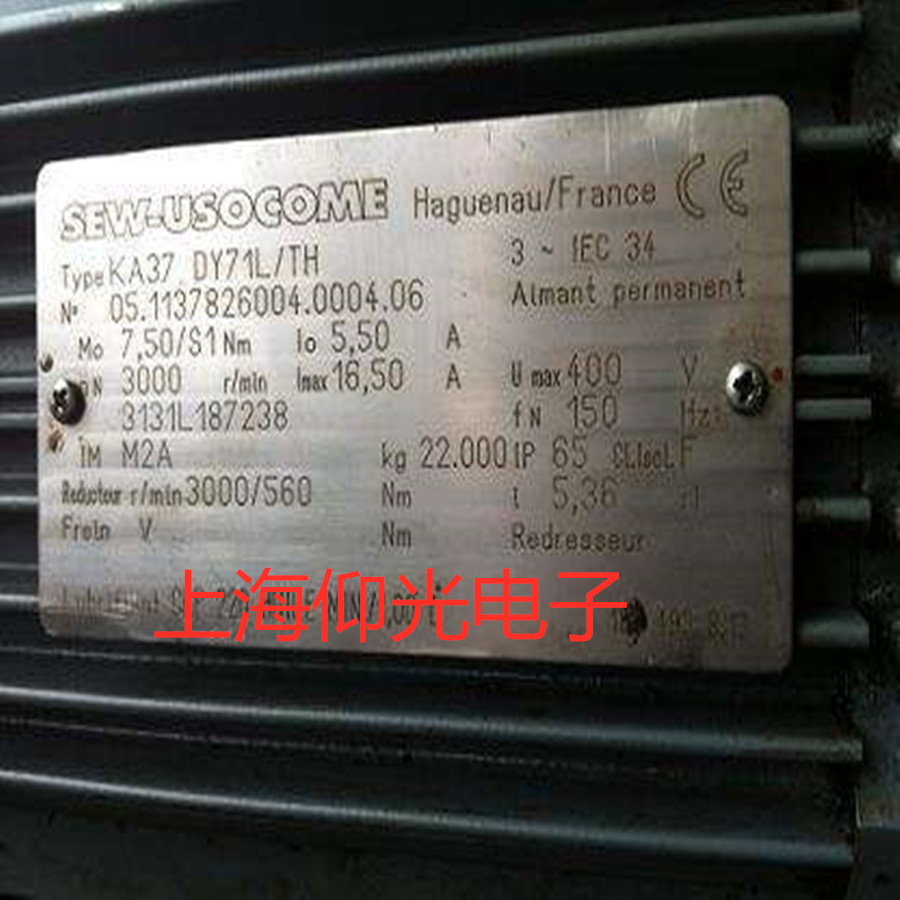 SEW-USOCOME Haguenau/France CE
Type KA37 DY71L/TH 3 ~ IEC 34
Nº 05.1137826004.0004.06 Aimant permanent
Mo 7,50/S1 Nm Io 5,50 A
nN 3000 r/min Imax 16,50 A U max 400 V
3131L187238 fN 150 Hz
IM M2A kg 22.000 IP 65 CL.Isol. F
Reducteur r/min 3000/560 Nm i 5,36
Frein V Nm Redresseur
Lubrifiant
上海仰光电子